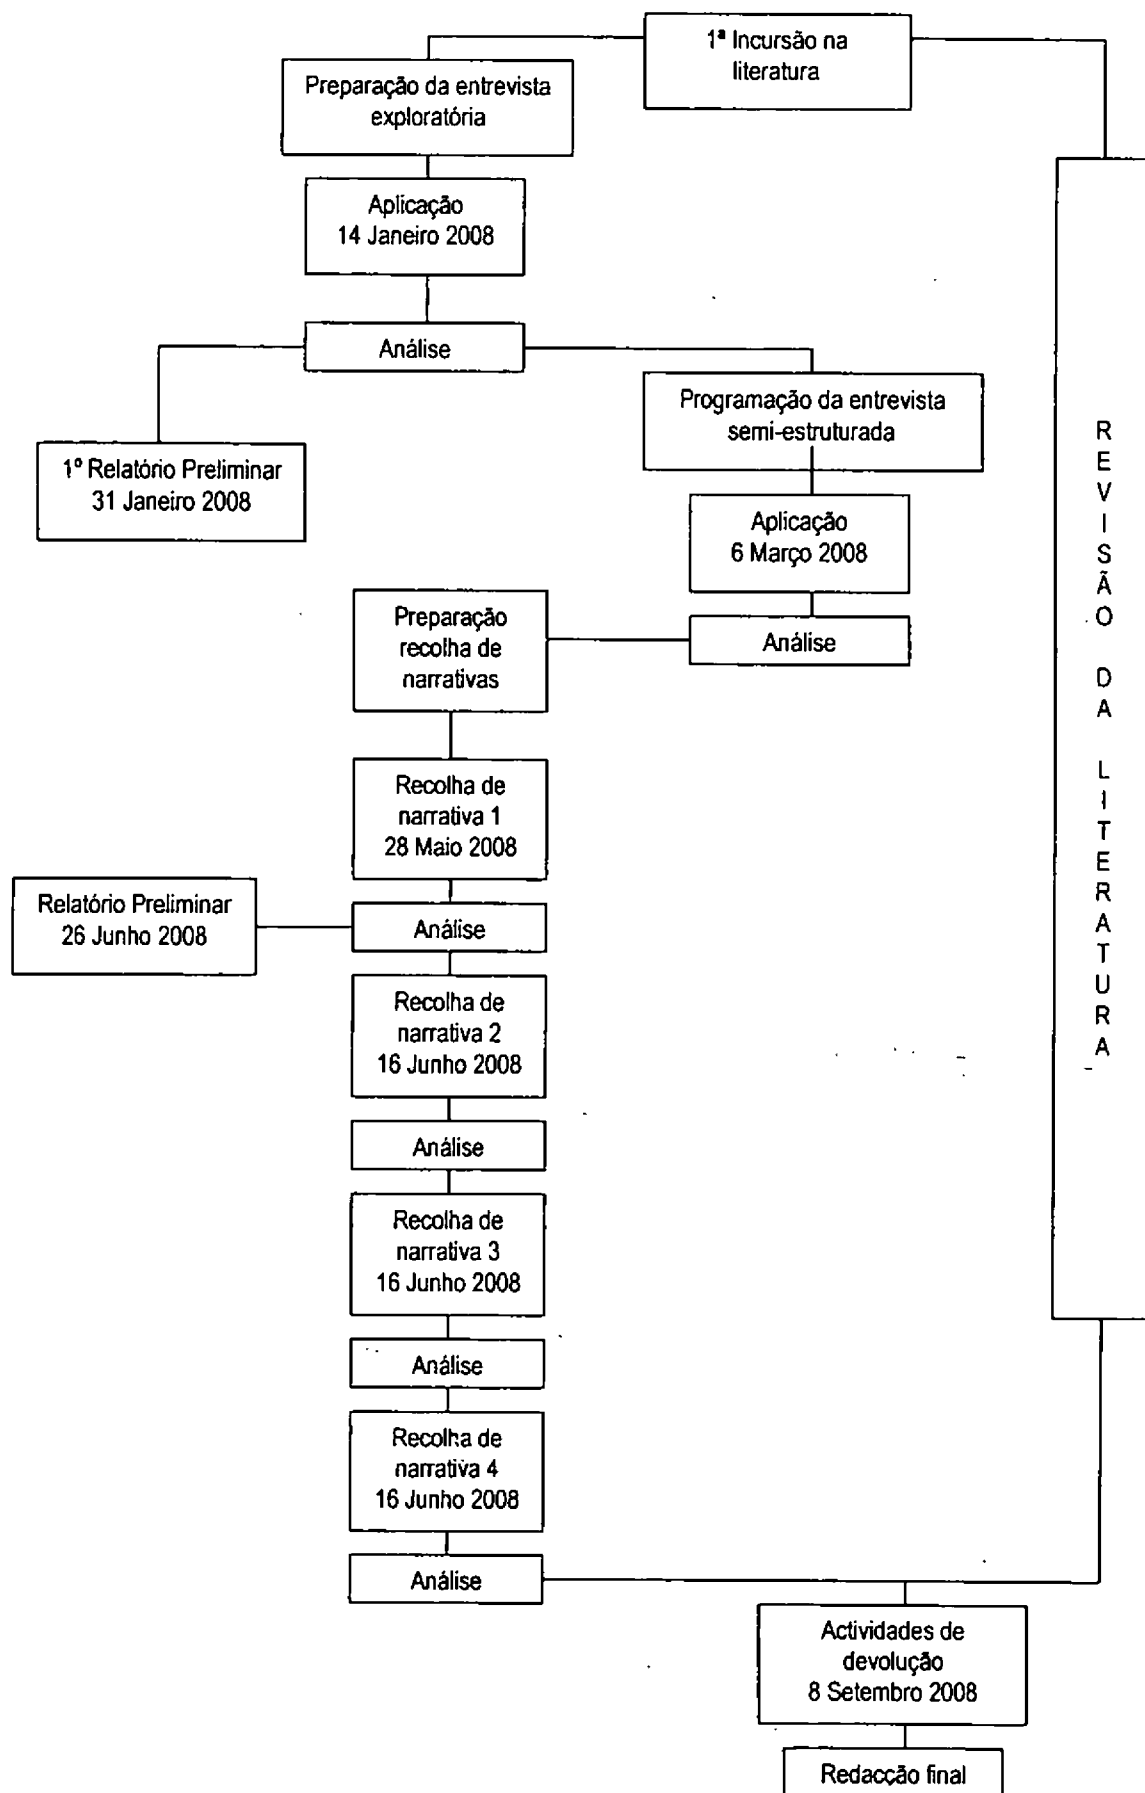 1ª Incursão na
literatura
Preparação da entrevista
exploratória
Aplicação
14 Janeiro 2008
Análise
Programação da entrevista
semi-estruturada
1º Relatório Preliminar
31 Janeiro 2008
Aplicação
6 Março 2008
Análise
Preparação
recolha de
narrativas
Recolha de
narrativa 1
28 Maio 2008
Relatório Preliminar
26 Junho 2008
Análise
Recolha de
narrativa 2
16 Junho 2008
Análise
Recolha de
narrativa 3
16 Junho 2008
Análise
Recolha de
narrativa 4
16 Junho 2008
Análise
REVISÃO DA LITERATURA
Actividades de
devolução
8 Setembro 2008
Redacção final